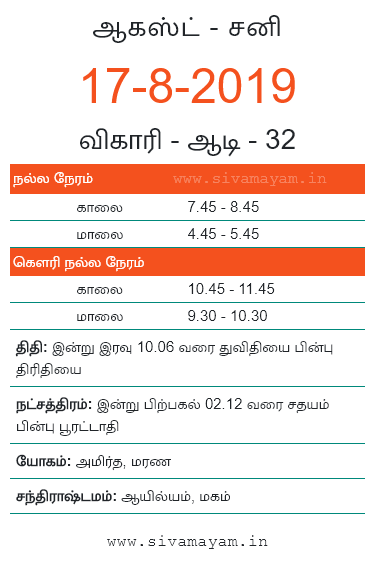 ஆகஸ்ட் - சனி
17-8-2019
விகாரி - ஆடி - 32
நல்ல நேரம் www.sivamayam.in
காலை 7.45 - 8.45
மாலை 4.45 - 5.45
கௌரி நல்ல நேரம்
காலை 10.45 - 11.45
மாலை 9.30 - 10.30
திதி: இன்று இரவு 10.06 வரை துவிதியை பின்பு
திரிதியை
நட்சத்திரம்: இன்று பிற்பகல் 02.12 வரை சதயம்
பின்பு பூரட்டாதி
யோகம்: அமிர்த, மரண
சந்திராஷ்டமம்: ஆயில்யம், மகம்
www.sivamayam.in